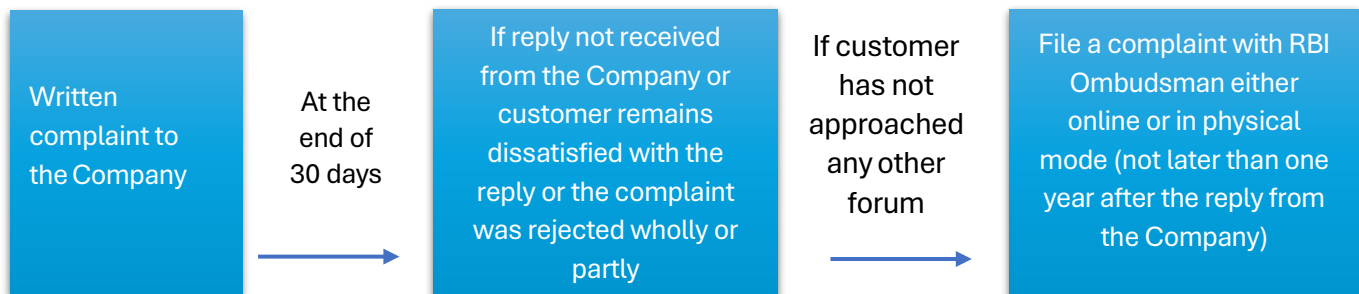 Written
complaint to
the Company
At the
end of
30 days
If reply not received
from the Company or
customer remains
dissatisfied with the
reply or the complaint
was rejected wholly or
partly
If customer
has not
approached
any other
forum
File a complaint with RBI
Ombudsman either
online or in physical
mode (not later than one
year after the reply from
the Company)